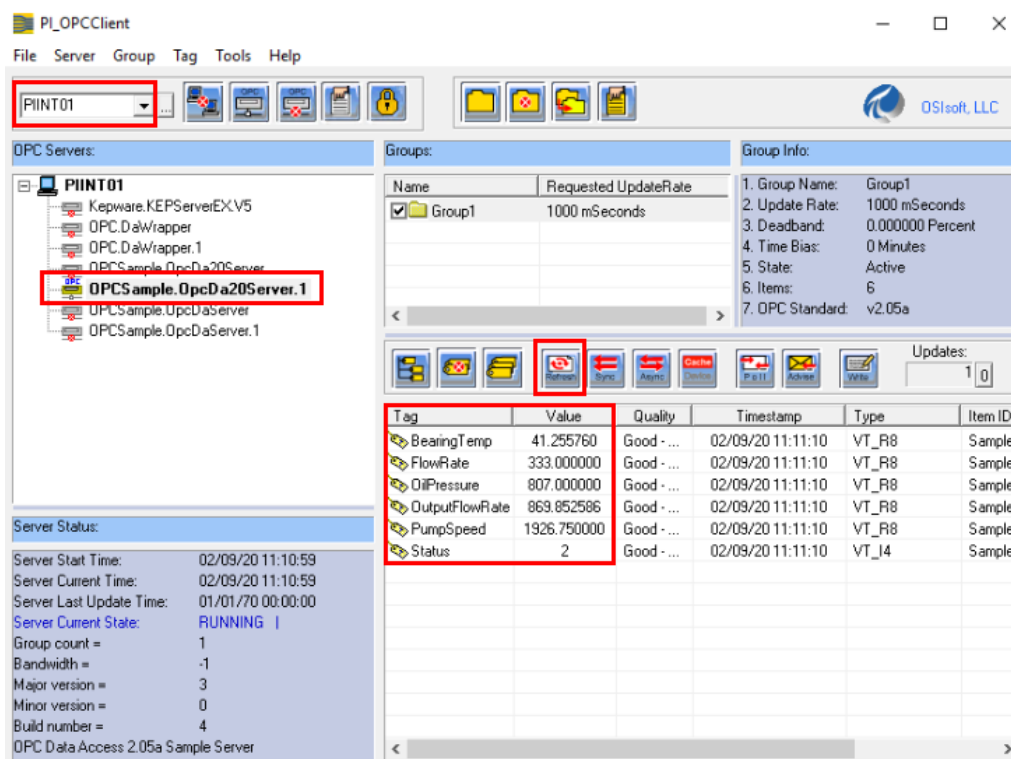 PI_OPCClient
File Server Group Tag Tools Help
PIINT01 ...
OPC OPC
OSIsoft, LLC
OPC Servers:
PIINT01
Kepware.KEPServerEX.V5
OPC.DaWrapper
OPC.DaWrapper.1
OPCSample.OpcDa20Server
OPC
OPCSample.OpcDa20Server.1
OPCSample.OpcDaServer
OPCSample.OpcDaServer.1
Groups:
Name Requested UpdateRate
Group1 1000 mSeconds
Group Info:
1. Group Name: Group1
2. Update Rate: 1000 mSeconds
3. Deadband: 0.000000 Percent
4. Time Bias: 0 Minutes
5. State: Active
6. Items: 6
7. OPC Standard: v2.05a
Refresh Sync Async Cache Device Poll Advise Write
Updates:
1 0
Tag Value Quality Timestamp Type Item ID
BearingTemp 41.255760 Good - ... 02/09/20 11:11:10 VT_R8 Sample
FlowRate 333.000000 Good - ... 02/09/20 11:11:10 VT_R8 Sample
OilPressure 807.000000 Good - ... 02/09/20 11:11:10 VT_R8 Sample
OutputFlowRate 869.852586 Good - ... 02/09/20 11:11:10 VT_R8 Sample
PumpSpeed 1926.750000 Good - ... 02/09/20 11:11:10 VT_R8 Sample
Status 2 Good - ... 02/09/20 11:11:10 VT_I4 Sample
Server Status:
Server Start Time: 02/09/20 11:10:59
Server Current Time: 02/09/20 11:10:59
Server Last Update Time: 01/01/70 00:00:00
Server Current State: RUNNING |
Group count = 1
Bandwidth = -1
Major version = 3
Minor version = 0
Build number = 4
OPC Data Access 2.05a Sample Server